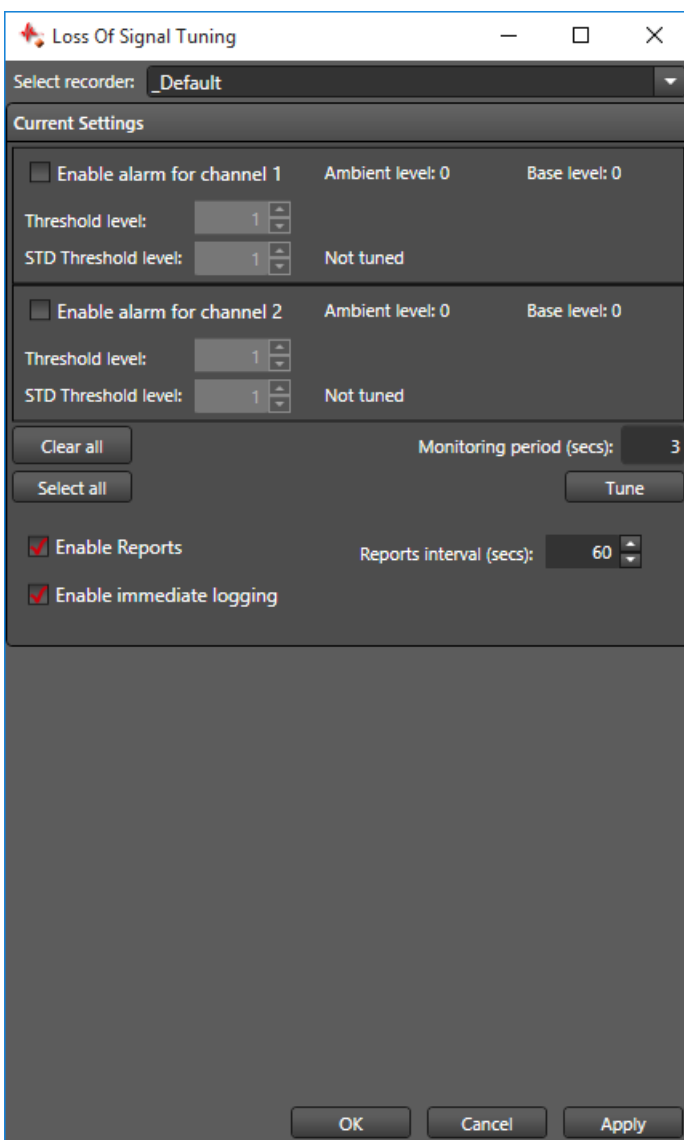 Loss Of Signal Tuning
Select recorder: _Default
Current Settings
Enable alarm for channel 1 Ambient level: 0 Base level: 0
Threshold level: 1
STD Threshold level: 1 Not tuned
Enable alarm for channel 2 Ambient level: 0 Base level: 0
Threshold level: 1
STD Threshold level: 1 Not tuned
Clear all Monitoring period (secs): 3
Select all Tune
Enable Reports Reports interval (secs): 60
Enable immediate logging
OK Cancel Apply